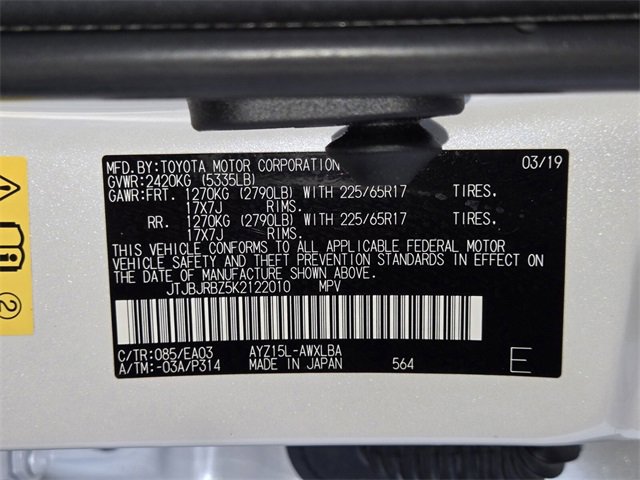 MFD.BY:TOYOTA MOTOR CORPORATION 03/19
GVWR:2420KG (5335LB)
GAWR:FRT. 1270KG (2790LB) WITH 225/65R17 TIRES.
17X7J RIMS.
RR. 1270KG (2790LB) WITH 225/65R17 TIRES.
17X7J RIMS.
THIS VEHICLE CONFORMS TO ALL APPLICABLE FEDERAL MOTOR
VEHICLE SAFETY AND THEFT PREVENTION STANDARDS IN EFFECT ON
THE DATE OF MANUFACTURE SHOWN ABOVE.
JTJBJRBZ5K2122010 MPV
C/TR:085/EA03 AYZ15L-AWXLBA
A/TM:-03A/P314 MADE IN JAPAN 564 E
2